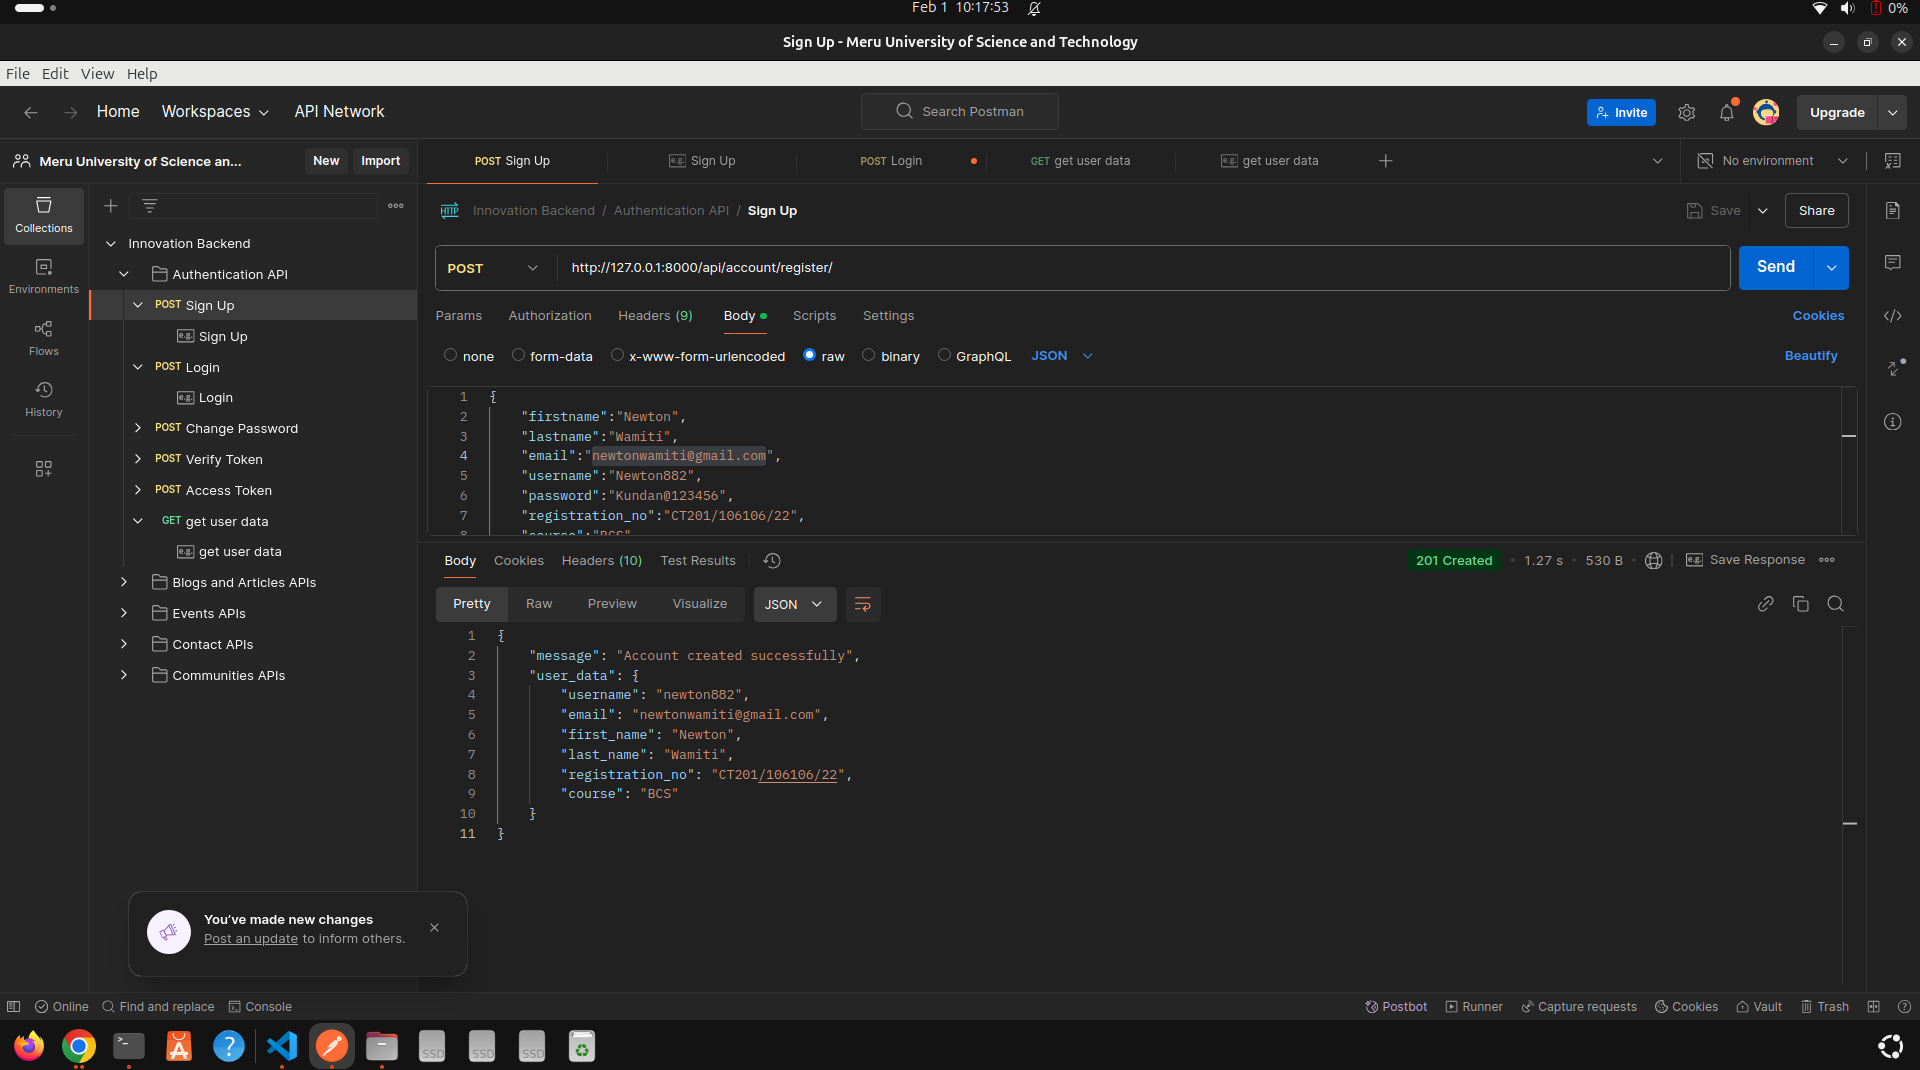 Feb 1 10:17:53
0%
Sign Up - Meru University of Science and Technology
File Edit View Help
Home Workspaces API Network
Search Postman
Invite
Upgrade
Meru University of Science an...
New Import
POST Sign Up
e.g. Sign Up
POST Login
GET get user data
e.g. get user data
No environment
Collections
Environments
Flows
History
Innovation Backend
Authentication API
POST Sign Up
e.g. Sign Up
POST Login
e.g. Login
POST Change Password
POST Verify Token
POST Access Token
GET get user data
e.g. get user data
Blogs and Articles APIs
Events APIs
Contact APIs
Communities APIs
HTTP Innovation Backend / Authentication API / Sign Up
Save
Share
POST http://127.0.0.1:8000/api/account/register/
Send
Params Authorization Headers (9) Body Scripts Settings
Cookies
none form-data x-www-form-urlencoded raw binary GraphQL JSON
Beautify
1 {
2 "firstname":"Newton",
3 "lastname":"Wamiti",
4 "email":"newtonwamiti@gmail.com",
5 "username":"Newton882",
6 "password":"Kundan@123456",
7 "registration_no":"CT201/106106/22",
8 "course":"BCS"
Body Cookies Headers (10) Test Results
201 Created 1.27 s 530 B
e.g. Save Response
Pretty Raw Preview Visualize JSON
1 {
2 "message": "Account created successfully",
3 "user_data": {
4 "username": "newton882",
5 "email": "newtonwamiti@gmail.com",
6 "first_name": "Newton",
7 "last_name": "Wamiti",
8 "registration_no": "CT201/106106/22",
9 "course": "BCS"
10 }
11 }
You've made new changes
Post an update to inform others.
Online Find and replace Console
Postbot Runner Capture requests Cookies Vault Trash
SSD SSD SSD